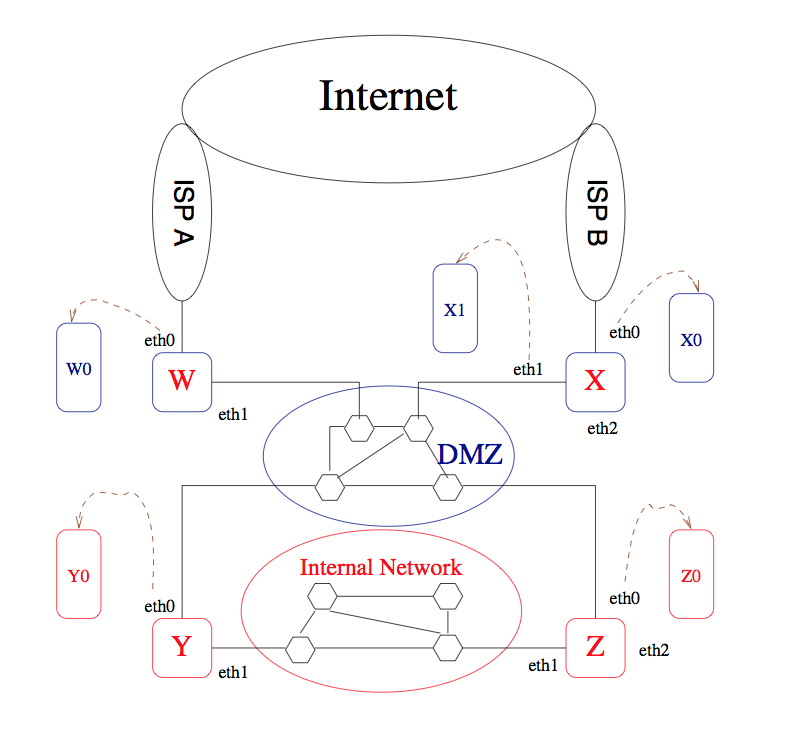 Internet
ISP A
ISP B
X1
eth0
X0
eth0
W0
W
eth1
X
eth1
eth2
DMZ
Internal Network
Y0
Z0
eth0
eth0
Y
Z
eth2
eth1
eth1